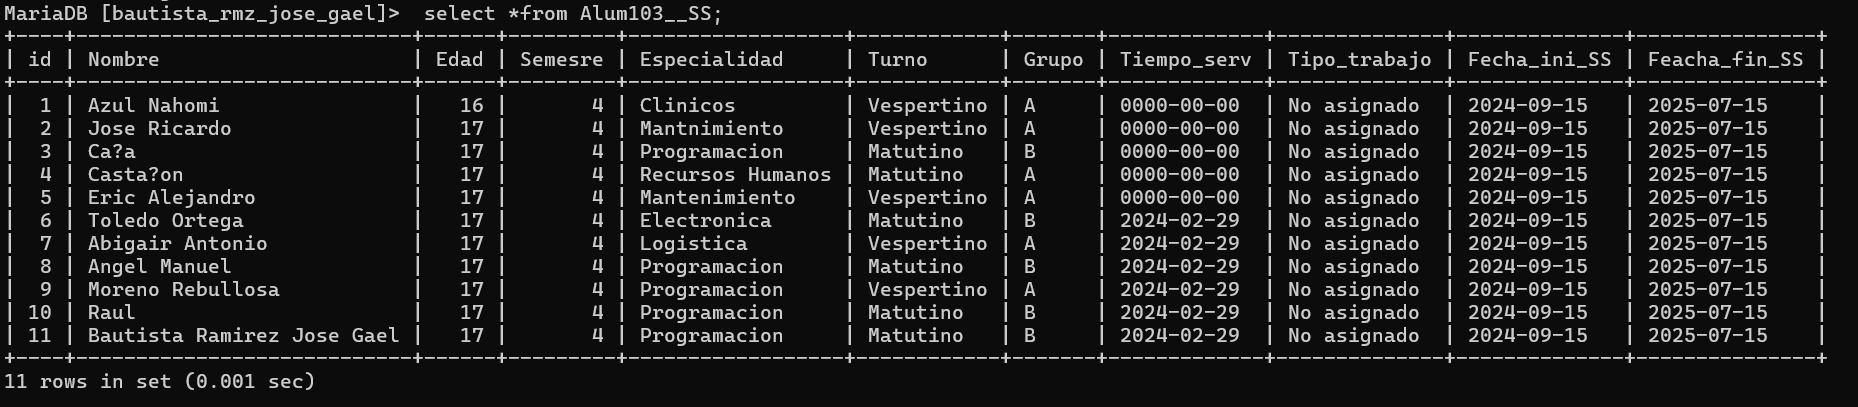 MariaDB [bautista_rmz_jose_gael]>  select *from Alum103__SS;
+----+----------------------------+------+---------+------------------+------------+-------+-------------+--------------+--------------+---------------+
| id | Nombre                     | Edad | Semesre | Especialidad     | Turno      | Grupo | Tiempo_serv | Tipo_trabajo | Fecha_ini_SS | Feacha_fin_SS |
+----+----------------------------+------+---------+------------------+------------+-------+-------------+--------------+--------------+---------------+
|  1 | Azul Nahomi                |   16 |       4 | Clinicos         | Vespertino | A     | 0000-00-00  | No asignado  | 2024-09-15   | 2025-07-15    |
|  2 | Jose Ricardo               |   17 |       4 | Mantnimiento     | Vespertino | A     | 0000-00-00  | No asignado  | 2024-09-15   | 2025-07-15    |
|  3 | Ca?a                       |   17 |       4 | Programacion     | Matutino   | B     | 0000-00-00  | No asignado  | 2024-09-15   | 2025-07-15    |
|  4 | Casta?on                   |   17 |       4 | Recursos Humanos | Matutino   | A     | 0000-00-00  | No asignado  | 2024-09-15   | 2025-07-15    |
|  5 | Eric Alejandro             |   17 |       4 | Mantenimiento    | Vespertino | A     | 0000-00-00  | No asignado  | 2024-09-15   | 2025-07-15    |
|  6 | Toledo Ortega              |   17 |       4 | Electronica      | Matutino   | B     | 2024-02-29  | No asignado  | 2024-09-15   | 2025-07-15    |
|  7 | Abigair Antonio            |   17 |       4 | Logistica        | Vespertino | A     | 2024-02-29  | No asignado  | 2024-09-15   | 2025-07-15    |
|  8 | Angel Manuel               |   17 |       4 | Programacion     | Matutino   | B     | 2024-02-29  | No asignado  | 2024-09-15   | 2025-07-15    |
|  9 | Moreno Rebullosa           |   17 |       4 | Programacion     | Vespertino | A     | 2024-02-29  | No asignado  | 2024-09-15   | 2025-07-15    |
| 10 | Raul                       |   17 |       4 | Programacion     | Matutino   | B     | 2024-02-29  | No asignado  | 2024-09-15   | 2025-07-15    |
| 11 | Bautista Ramirez Jose Gael |   17 |       4 | Programacion     | Matutino   | B     | 2024-02-29  | No asignado  | 2024-09-15   | 2025-07-15    |
+----+----------------------------+------+---------+------------------+------------+-------+-------------+--------------+--------------+---------------+
11 rows in set (0.001 sec)